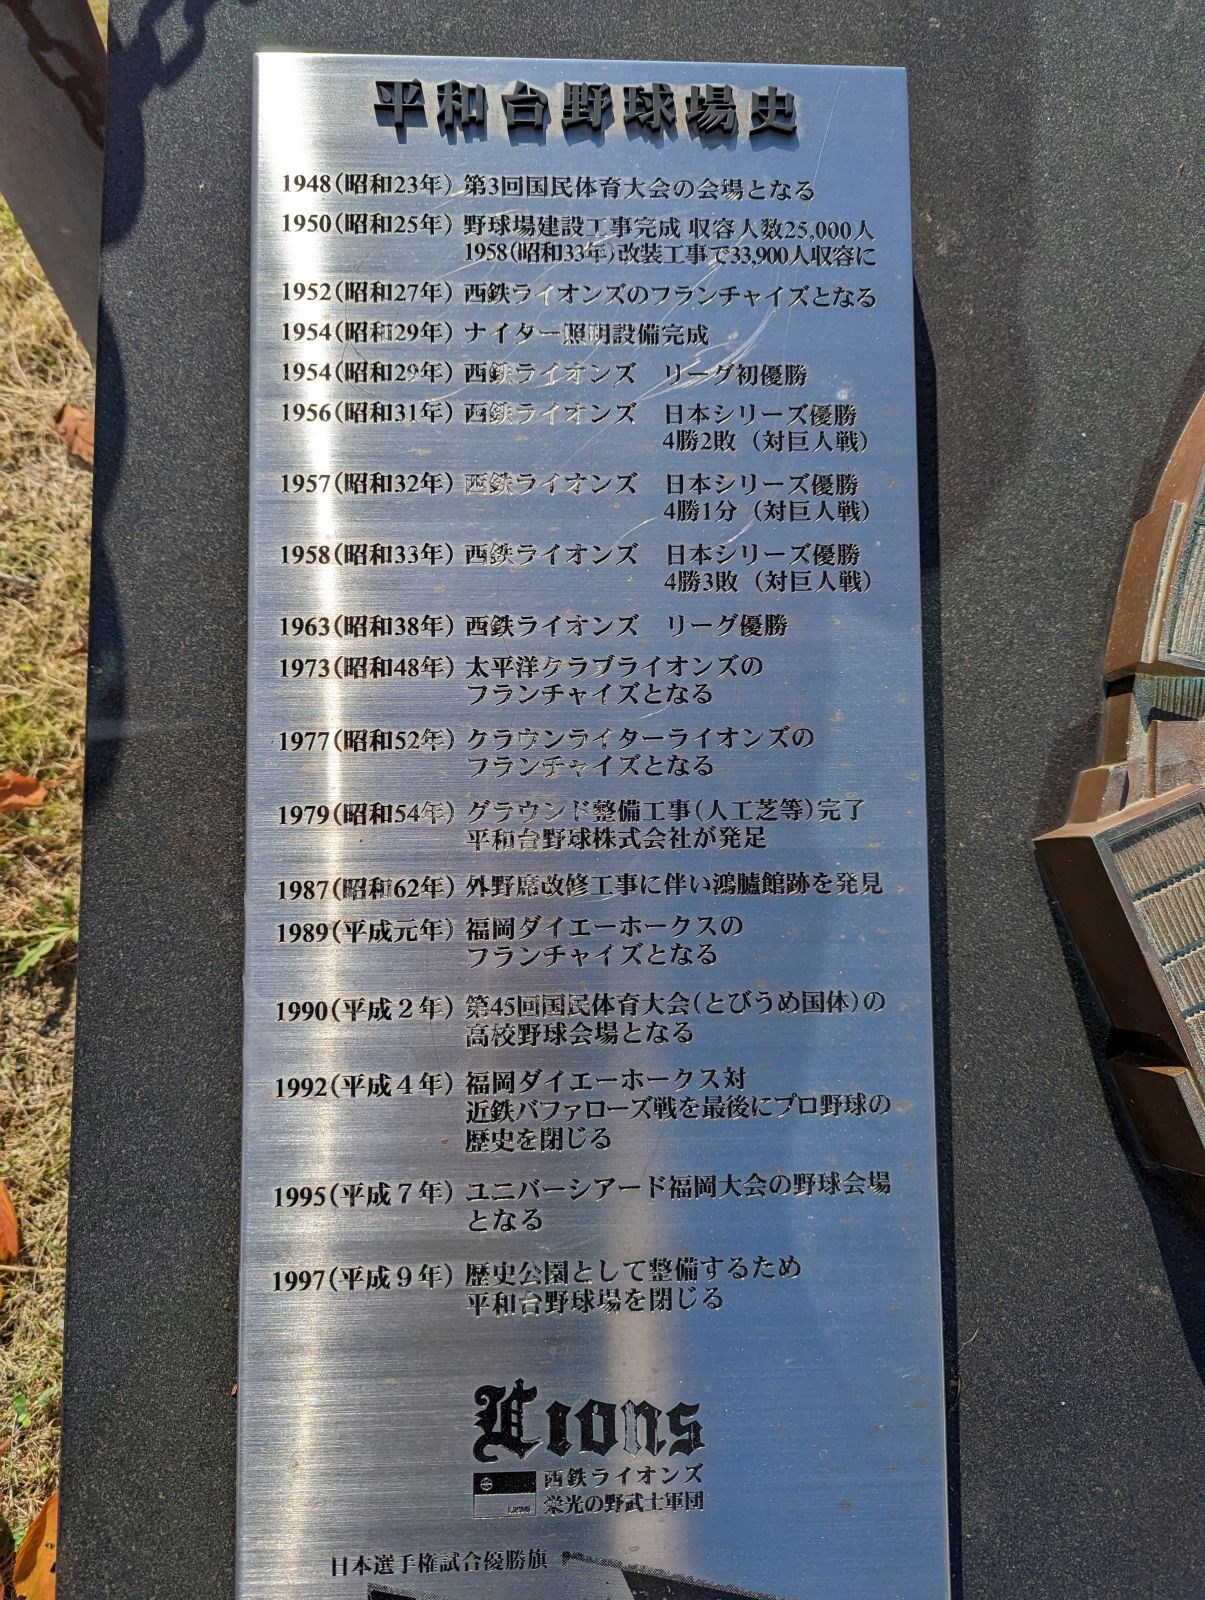 平和台野球場史
1948(昭和23年) 第3回国民体育大会の会場となる
1950(昭和25年) 野球場建設工事完成 収容人数25,000人
1958(昭和33年)改装工事で33,900人収容に
1952(昭和27年) 西鉄ライオンズのフランチャイズとなる
1954(昭和29年) ナイター照明設備完成
1954(昭和29年) 西鉄ライオンズ　リーグ初優勝
1956(昭和31年) 西鉄ライオンズ　日本シリーズ優勝
4勝2敗（対巨人戦）
1957(昭和32年) 西鉄ライオンズ　日本シリーズ優勝
4勝1分（対巨人戦）
1958(昭和33年) 西鉄ライオンズ　日本シリーズ優勝
4勝3敗（対巨人戦）
1963(昭和38年) 西鉄ライオンズ　リーグ優勝
1973(昭和48年) 太平洋クラブライオンズの
フランチャイズとなる
1977(昭和52年) クラウンライターライオンズの
フランチャイズとなる
1979(昭和54年) グラウンド整備工事(人工芝等)完了
平和台野球株式会社が発足
1987(昭和62年) 外野席改修工事に伴い鴻臚館跡を発見
1989(平成元年) 福岡ダイエーホークスの
フランチャイズとなる
1990(平成２年) 第45回国民体育大会(とびうめ国体)の
高校野球会場となる
1992(平成４年) 福岡ダイエーホークス対
近鉄バファローズ戦を最後にプロ野球の
歴史を閉じる
1995(平成７年) ユニバーシアード福岡大会の野球会場
となる
1997(平成９年) 歴史公園として整備するため
平和台野球場を閉じる
Lions
西鉄ライオンズ
栄光の野武士軍団
日本選手権試合優勝旗